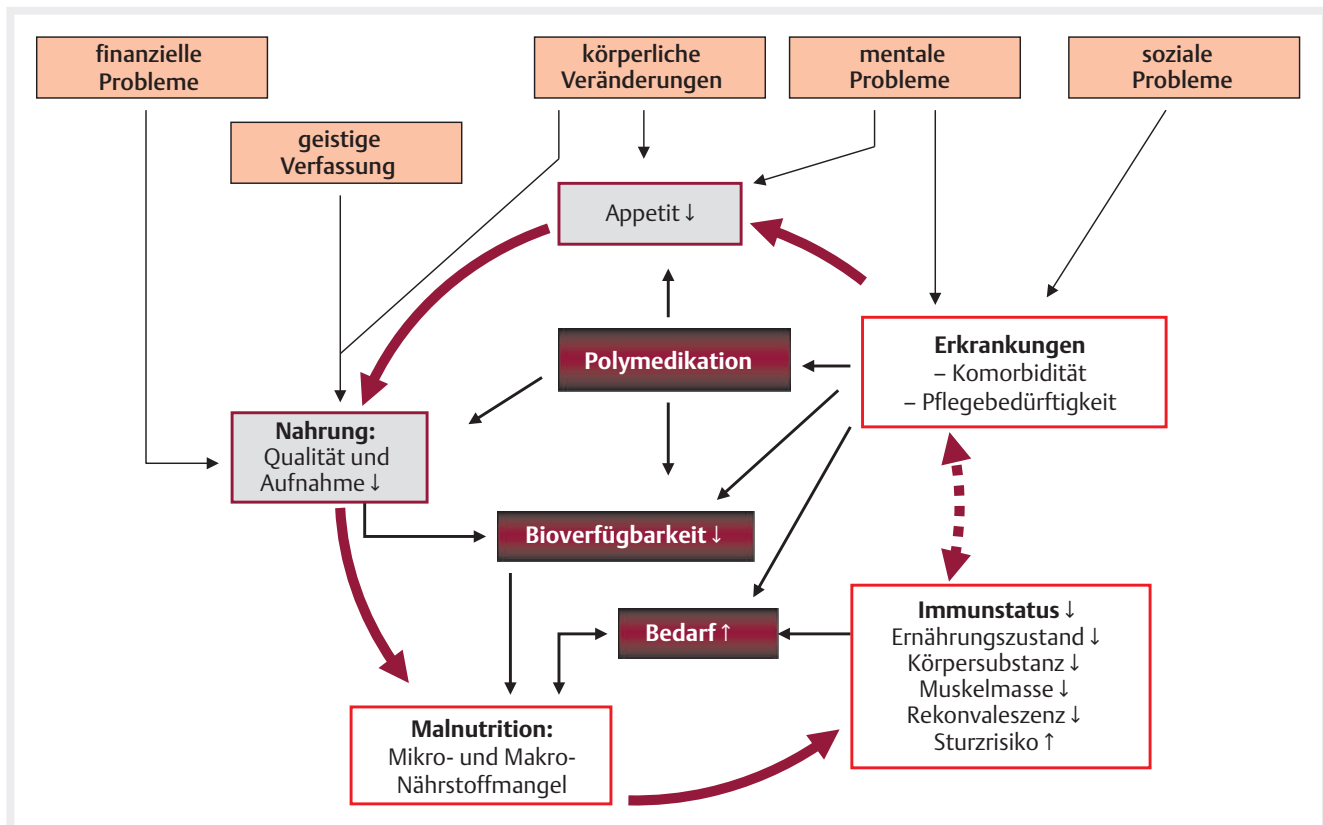 finanzielle
Probleme
körperliche
Veränderungen
mentale
Probleme
soziale
Probleme
geistige
Verfassung
Appetit ↓
Polymedikation
Erkrankungen
– Komorbidität
– Pflegebedürftigkeit
Nahrung:
Qualität und
Aufnahme ↓
Bioverfügbarkeit ↓
Bedarf ↑
Immunstatus ↓
Ernährungszustand ↓
Körpersubstanz ↓
Muskelmasse ↓
Rekonvaleszenz ↓
Sturzrisiko ↑
Malnutrition:
Mikro- und Makro-
Nährstoffmangel